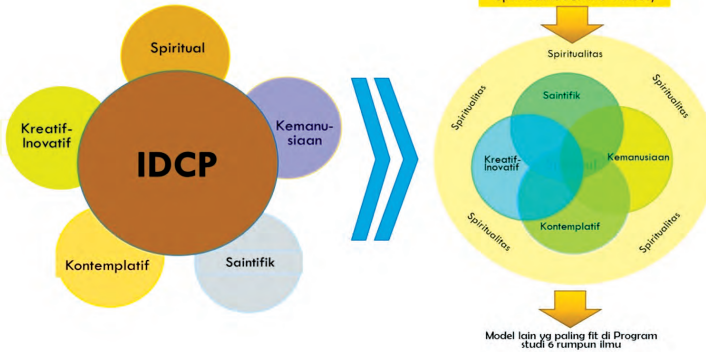 Spiritual
Kreatif-
Inovatif
IDCP
Kemanu-
siaan
Kontemplatif
Saintifik
Spiritualitas
Spiritualitas
Spiritualitas
Saintifik
Kreatif-
Inovatif
Kemanusiaan
Kontemplatif
Spiritualitas
Spiritualitas
Model lain yg paling fit di Program
studi 6 rumpun ilmu